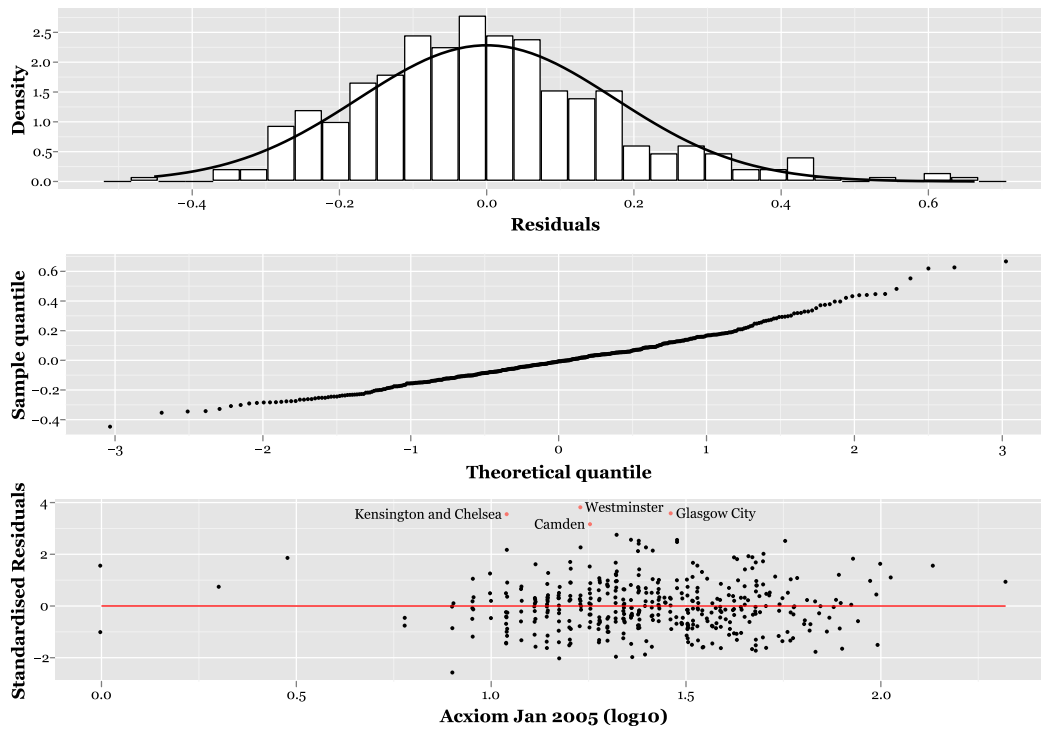 2.5
2.0
1.5
1.0
0.5
0.0
Density
−0.4 −0.2 0.0 0.2 0.4 0.6
Residuals
0.6
0.4
0.2
0.0
−0.2
−0.4
Sample quantile
−3 −2 −1 0 1 2 3
Theoretical quantile
4
2
0
−2
Standardised Residuals
Kensington and Chelsea
Westminster
Camden
Glasgow City
0.0 0.5 1.0 1.5 2.0
Acxiom Jan 2005 (log10)